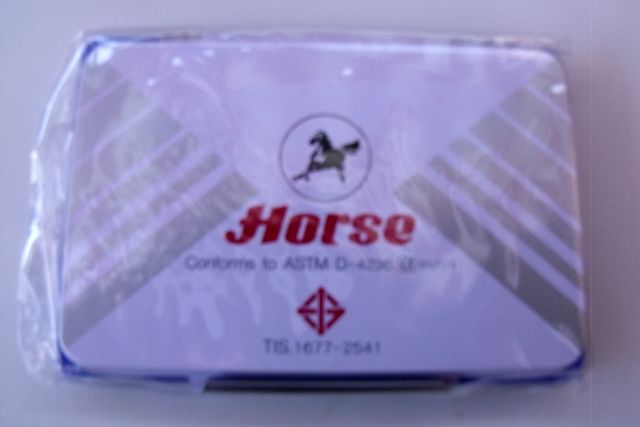 Horse
Conforms to ASTM D-4236
TIS.1677-2541